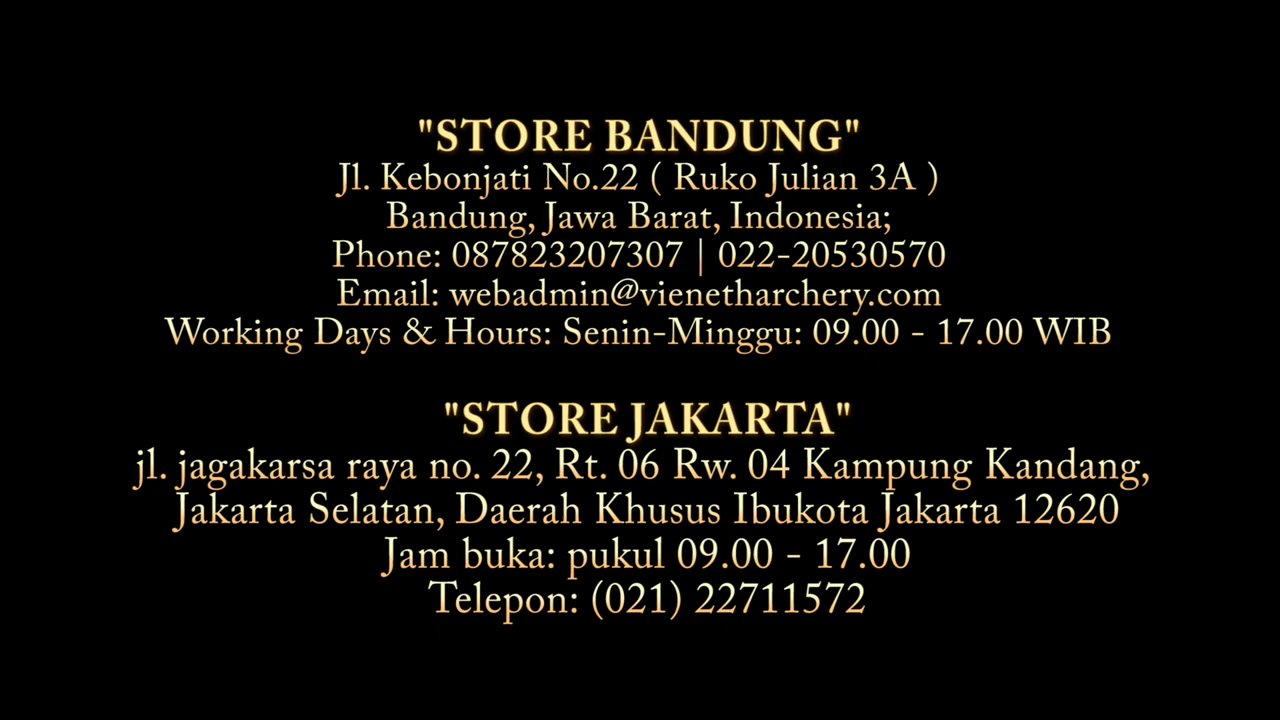 "STORE BANDUNG"
Jl. Kebonjati No.22 ( Ruko Julian 3A )
Bandung, Jawa Barat, Indonesia;
Phone: 087823207307 | 022-20530570
Email: webadmin@vienetharchery.com
Working Days & Hours: Senin-Minggu: 09.00 - 17.00 WIB
"STORE JAKARTA"
jl. jagakarsa raya no. 22, Rt. 06 Rw. 04 Kampung Kandang,
Jakarta Selatan, Daerah Khusus Ibukota Jakarta 12620
Jam buka: pukul 09.00 - 17.00
Telepon: (021) 22711572